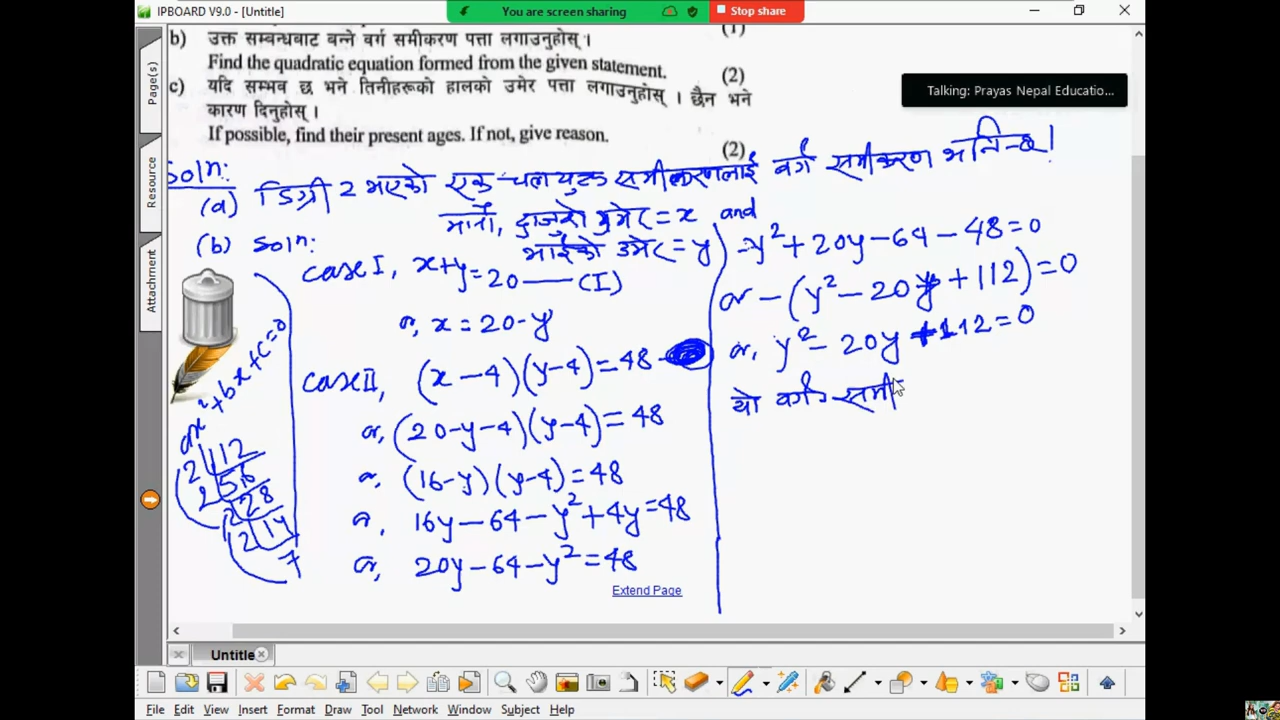 IPBOARD V9.0 - [Untitle]
You are screen sharing
Stop share
(1)
b) उक्त सम्बन्धबाट बन्ने वर्ग समीकरण पत्ता लगाउनुहोस् ।
Find the quadratic equation formed from the given statement.
(2)
c) यदि सम्भव छ भने तिनीहरूको हालको उमेर पत्ता लगाउनुहोस् । छैन भने
कारण दिनुहोस् ।
If possible, find their present ages. If not, give reason.
(2)
Talking: Prayas Nepal Educatio...
Page(s)
Resource
Attachment
Soln:
(a) डिग्री 2 भएको एक चल युक्त समीकरणलाई वर्ग समीकरण भनिन्छ।
(b) soln:
मानौं, दाजुको उमेर = x and
भाईको उमेर = y
case I, x+y=20 — (I)
or, x = 20-y
case II, (x-4)(y-4)=48
or, (20-y-4)(y-4)=48
or, (16-y)(y-4)=48
or, 16y-64-y²+4y=48
or, 20y-64-y²=48
-y²+20y-64-48=0
or -(y²-20y+112)=0
or, y²-20y+112=0
यो वर्ग समी
ax²+bx+c=0
2|112
2|56
2|28
2|14
7
Extend Page
Untitle
File Edit View Insert Format Draw Tool Network Window Subject Help